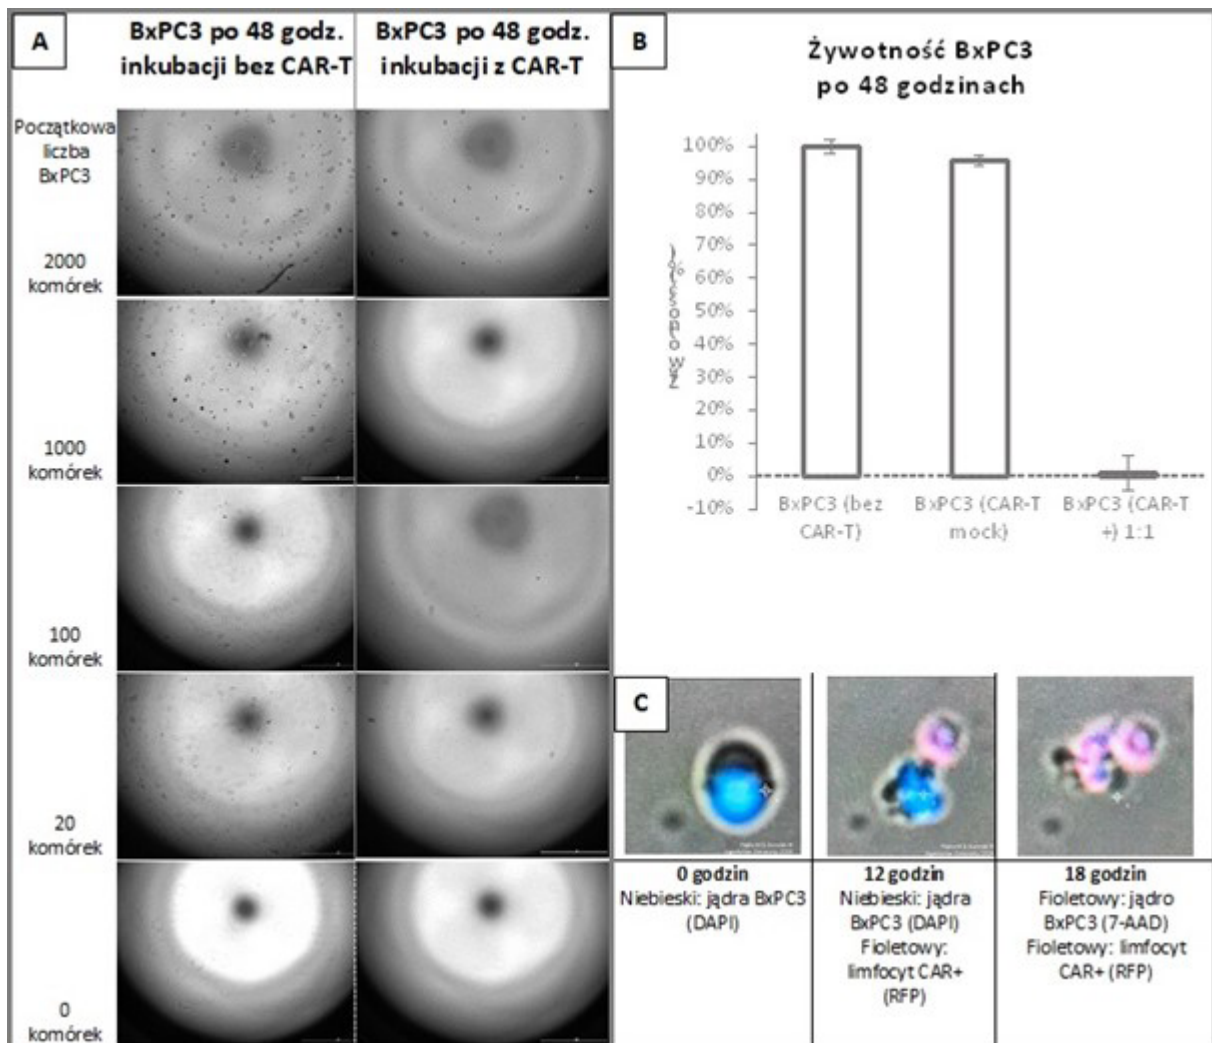 A
BxPC3 po 48 godz.
inkubacji bez CAR-T
BxPC3 po 48 godz.
inkubacji z CAR-T
Początkowa
liczba
BxPC3
2000
komórek
1000
komórek
100
komórek
20
komórek
0
komórek
B
Żywotność BxPC3
po 48 godzinach
100%
90%
80%
70%
60%
50%
40%
30%
20%
10%
0%
-10%
BxPC3 (bez
CAR-T)
BxPC3 (CAR-T
mock)
BxPC3 (CAR-T
+) 1:1
C
0 godzin
Niebieski: jądra BxPC3
(DAPI)
12 godzin
Niebieski: jądra
BxPC3 (DAPI)
Fioletowy:
limfocyt CAR+
(RFP)
18 godzin
Fioletowy: jądro
BxPC3 (7-AAD)
Fioletowy: limfocyt
CAR+ (RFP)